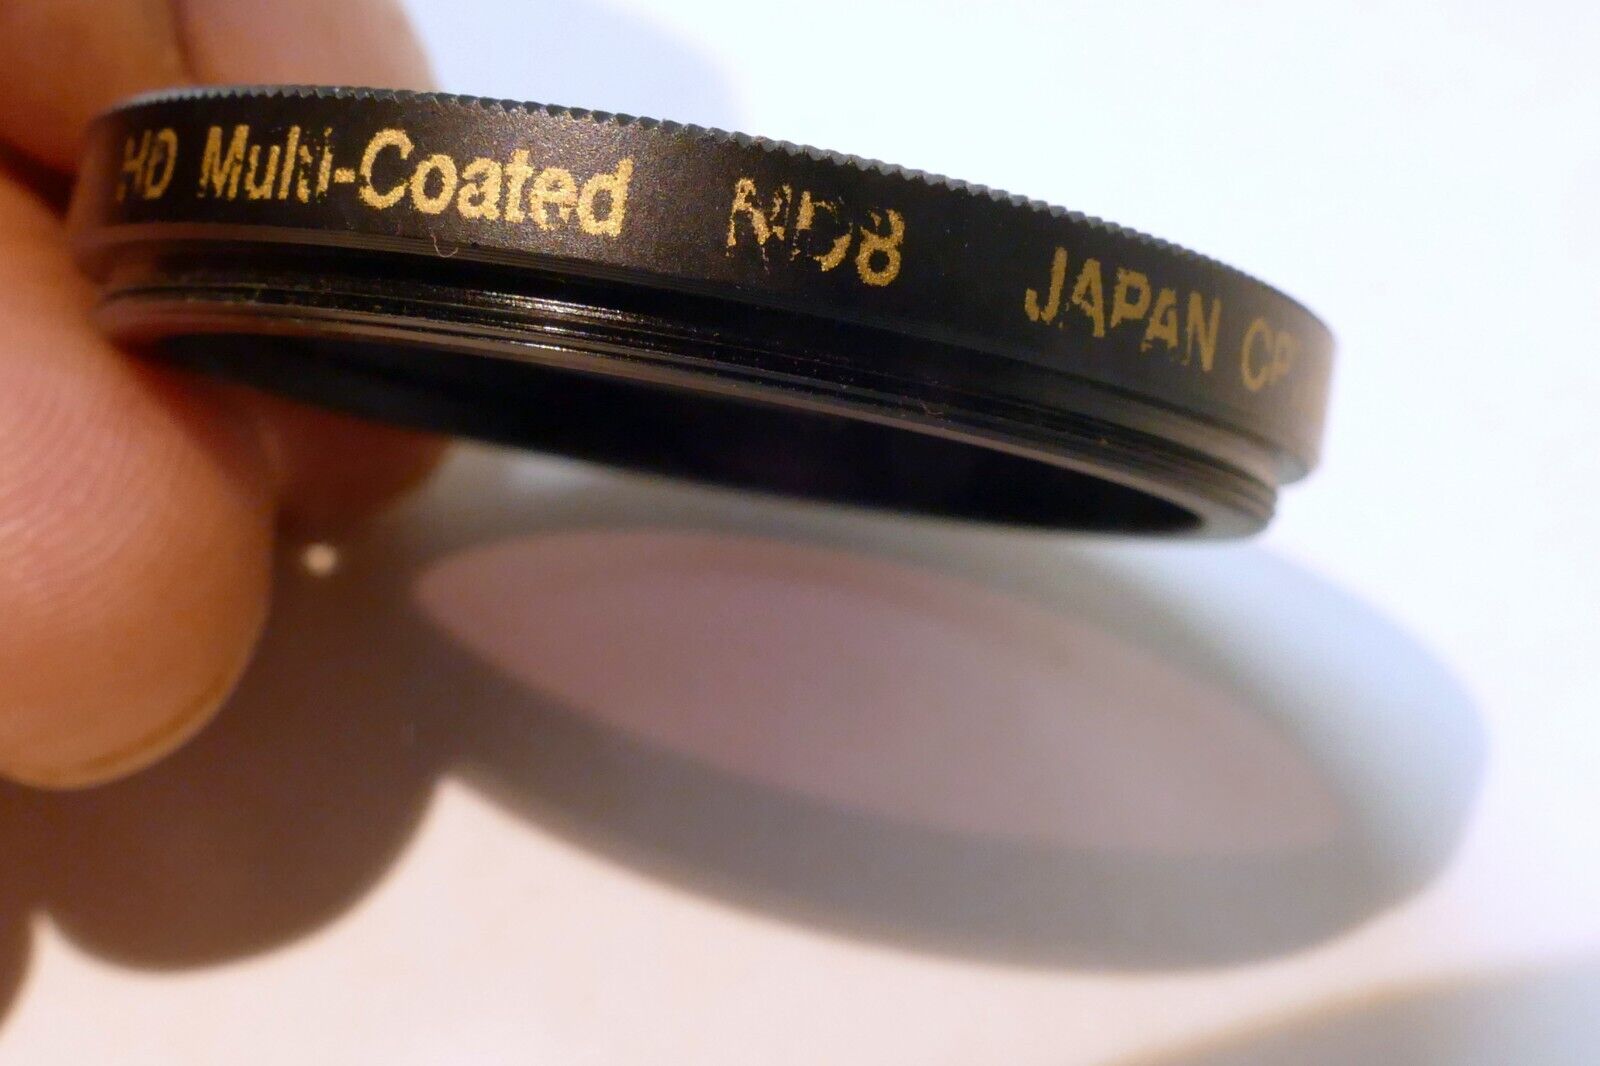 HD Multi-Coated ND8 JAPAN